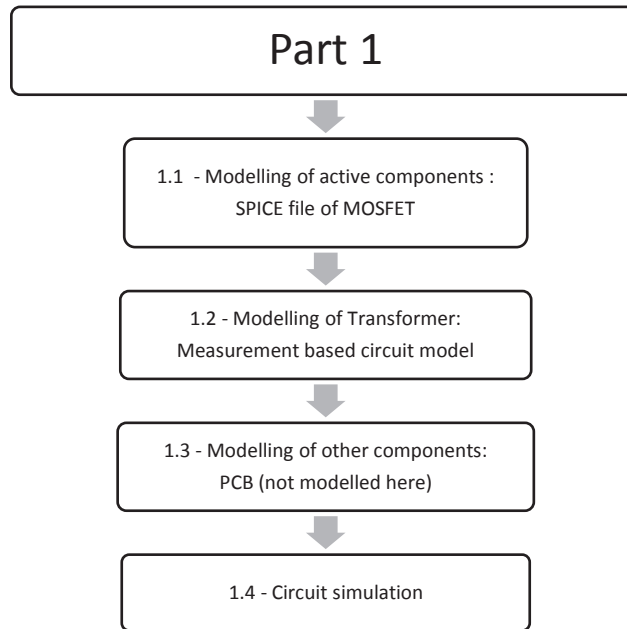 Part 1
1.1 - Modelling of active components :
SPICE file of MOSFET
1.2 - Modelling of Transformer:
Measurement based circuit model
1.3 - Modelling of other components:
PCB (not modelled here)
1.4 - Circuit simulation